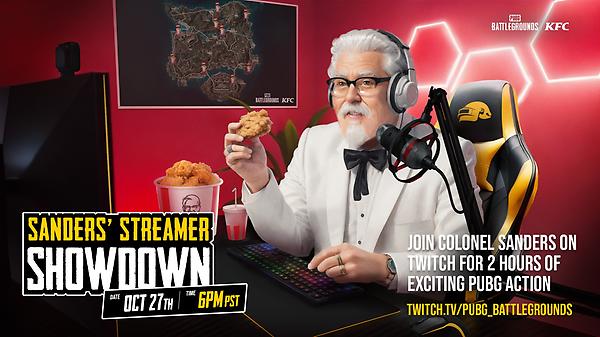 PUBG
BATTLEGROUNDS KFC
PUBG
BATTLEGROUNDS KFC
SANDERS' STREAMER
SHOWDOWN
DATE OCT 27TH TIME 6PM PST
JOIN COLONEL SANDERS ON
TWITCH FOR 2 HOURS OF
EXCITING PUBG ACTION
TWITCH.TV/PUBG_BATTLEGROUNDS